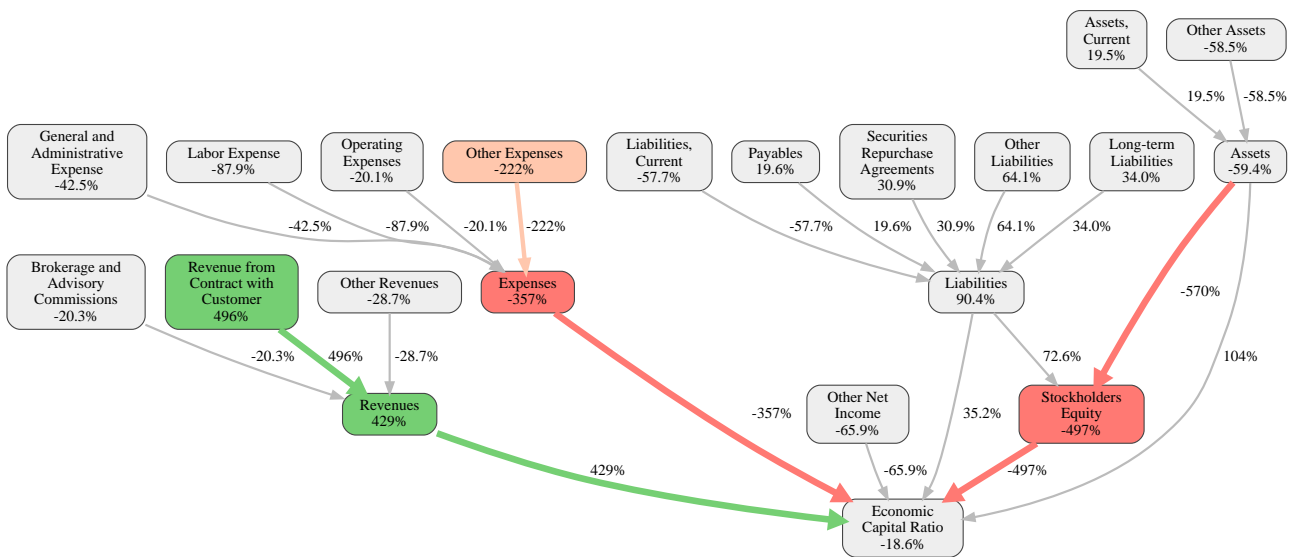 Assets,
Current
19.5%
Other Assets
-58.5%
19.5%
-58.5%
General and
Administrative
Expense
-42.5%
Labor Expense
-87.9%
Operating
Expenses
-20.1%
Other Expenses
-222%
Liabilities,
Current
-57.7%
Payables
19.6%
Securities
Repurchase
Agreements
30.9%
Other
Liabilities
64.1%
Long-term
Liabilities
34.0%
Assets
-59.4%
-42.5%
-87.9%
-20.1%
-222%
-57.7%
19.6%
30.9%
64.1%
34.0%
Brokerage and
Advisory
Commissions
-20.3%
Revenue from
Contract with
Customer
496%
Other Revenues
-28.7%
Expenses
-357%
Liabilities
90.4%
-570%
-20.3%
496%
-28.7%
72.6%
104%
Revenues
429%
-357%
Other Net
Income
-65.9%
35.2%
Stockholders
Equity
-497%
429%
-65.9%
-497%
Economic
Capital Ratio
-18.6%